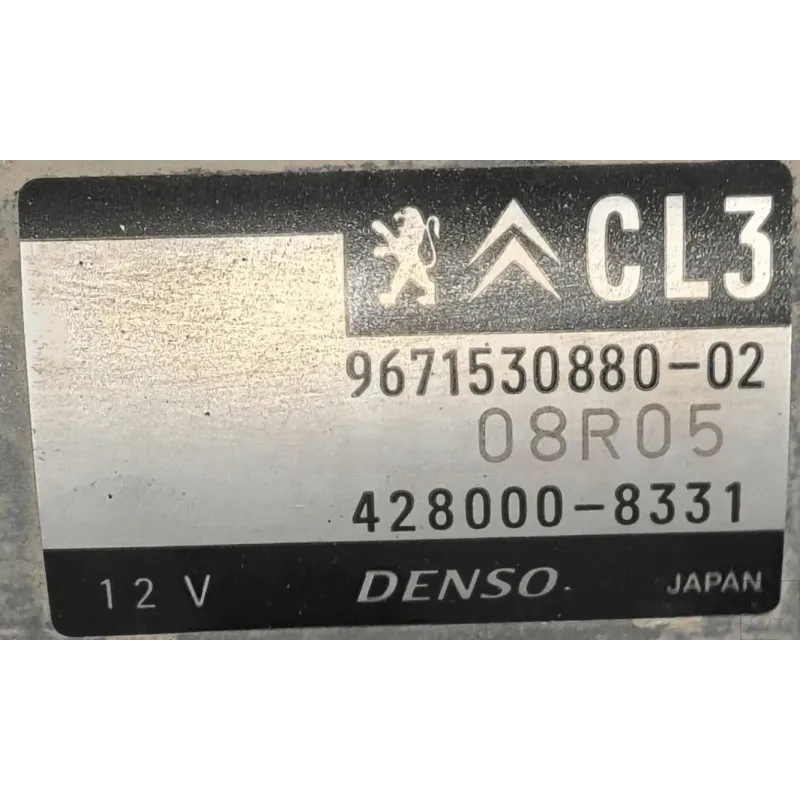 CL3
9671530880-02
08R05
428000-8331
12 V DENSO. JAPAN